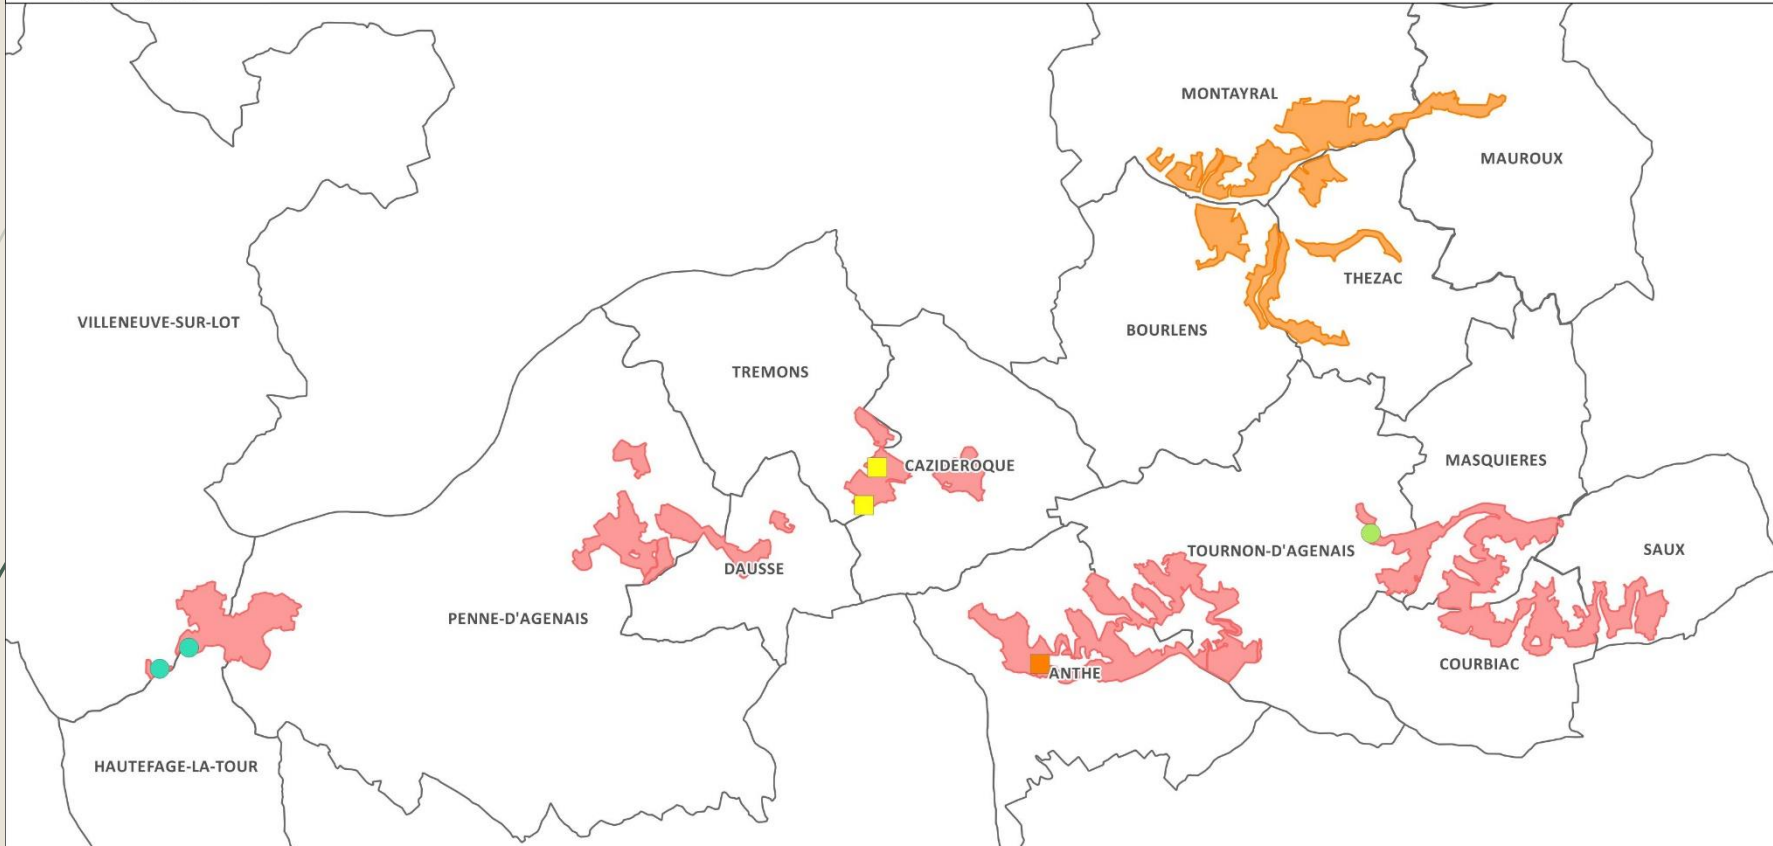 MONTAYRAL
MAUROUX
THEZAC
VILLENEUVE-SUR-LOT
BOURLENS
TREMONS
CAZIDEROQUE
MASQUIERES
TOURNON-D'AGENAIS
SAUX
DAUSSE
PENNE-D'AGENAIS
COURBIAC
ANTHE
HAUTEFAGE-LA-TOUR